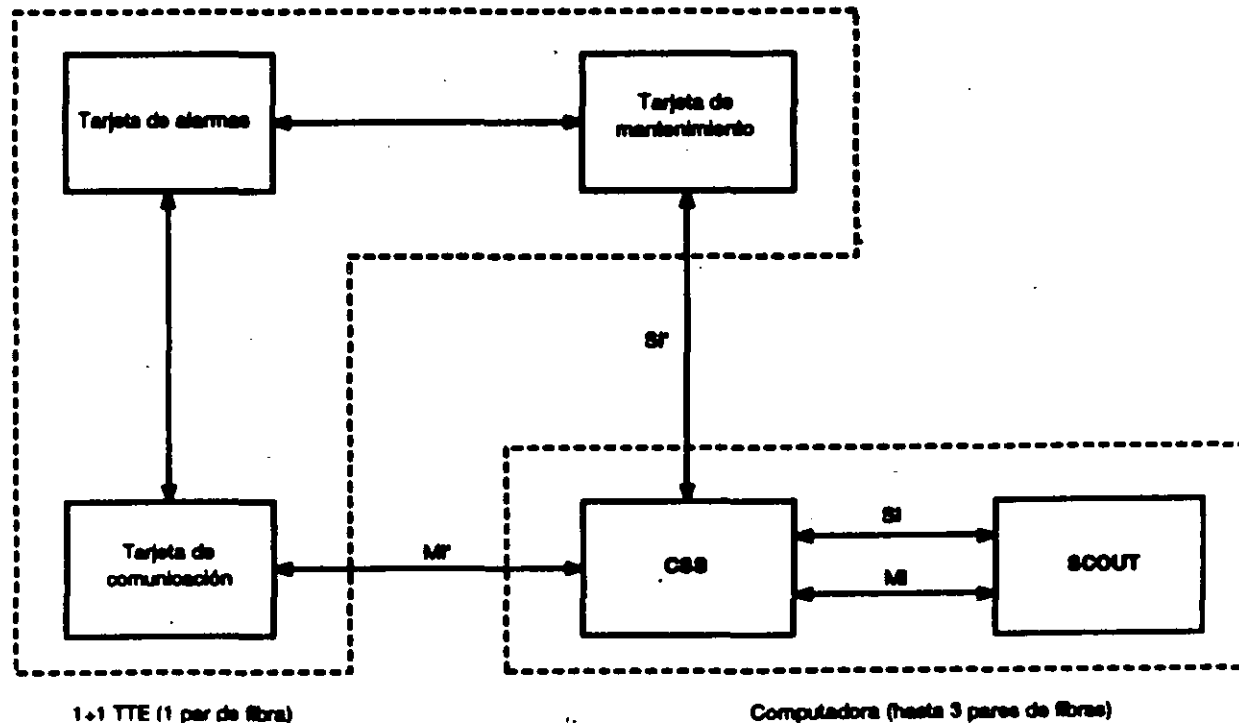 Tarjeta de alarmas
Tarjeta de
mantenimiento
SI'
Tarjeta de
comunicación
MI'
CSS
SI
MI
SCOUT
1+1 TTE (1 par de fibra)
Computadora (hasta 3 pares de fibras)